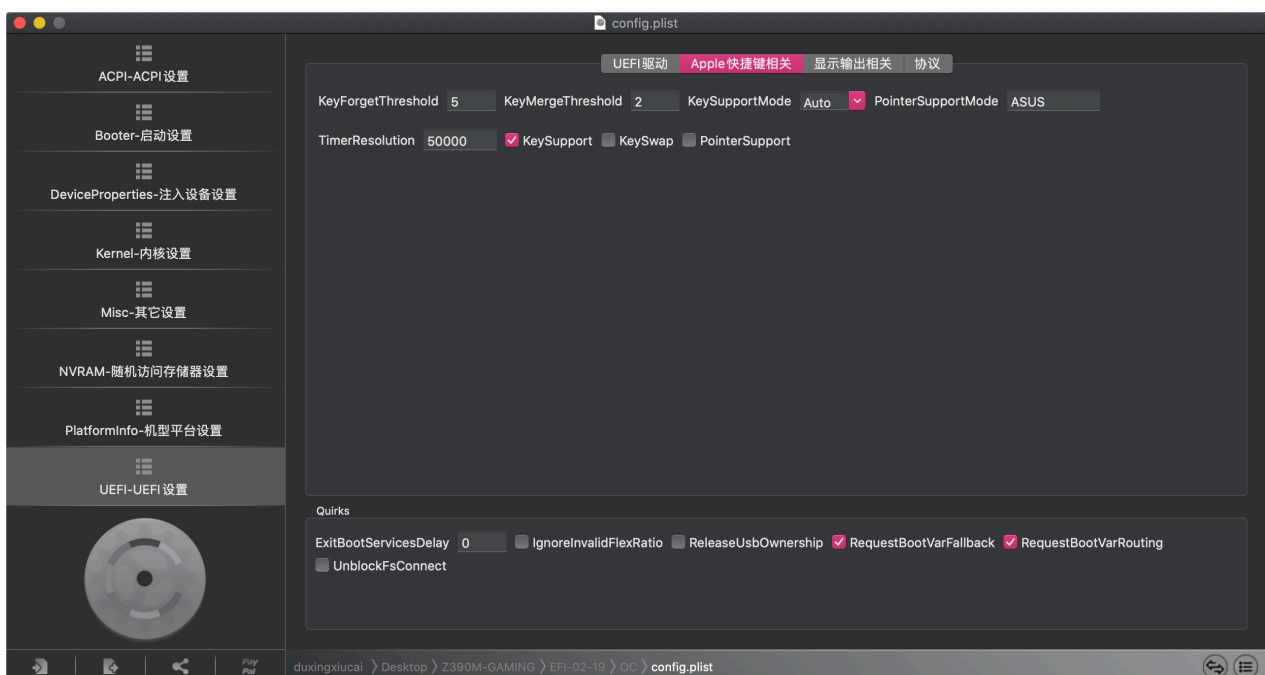 config.plist
ACPI-ACPI设置
Booter-启动设置
DeviceProperties-注入设备设置
Kernel-内核设置
Misc-其它设置
NVRAM-随机访问存储器设置
PlatformInfo-机型平台设置
UEFI-UEFI设置
UEFI驱动 Apple快捷键相关 显示输出相关 协议
KeyForgetThreshold 5 KeyMergeThreshold 2 KeySupportMode Auto PointerSupportMode ASUS
TimerResolution 50000 KeySupport KeySwap PointerSupport
Quirks
ExitBootServicesDelay 0 IgnoreInvalidFlexRatio ReleaseUsbOwnership RequestBootVarFallback RequestBootVarRouting
UnblockFsConnect
Pay
Pal
duxingxiucai 〉Desktop 〉Z390M-GAMING 〉EFI-02-19 〉OC 〉config.plist